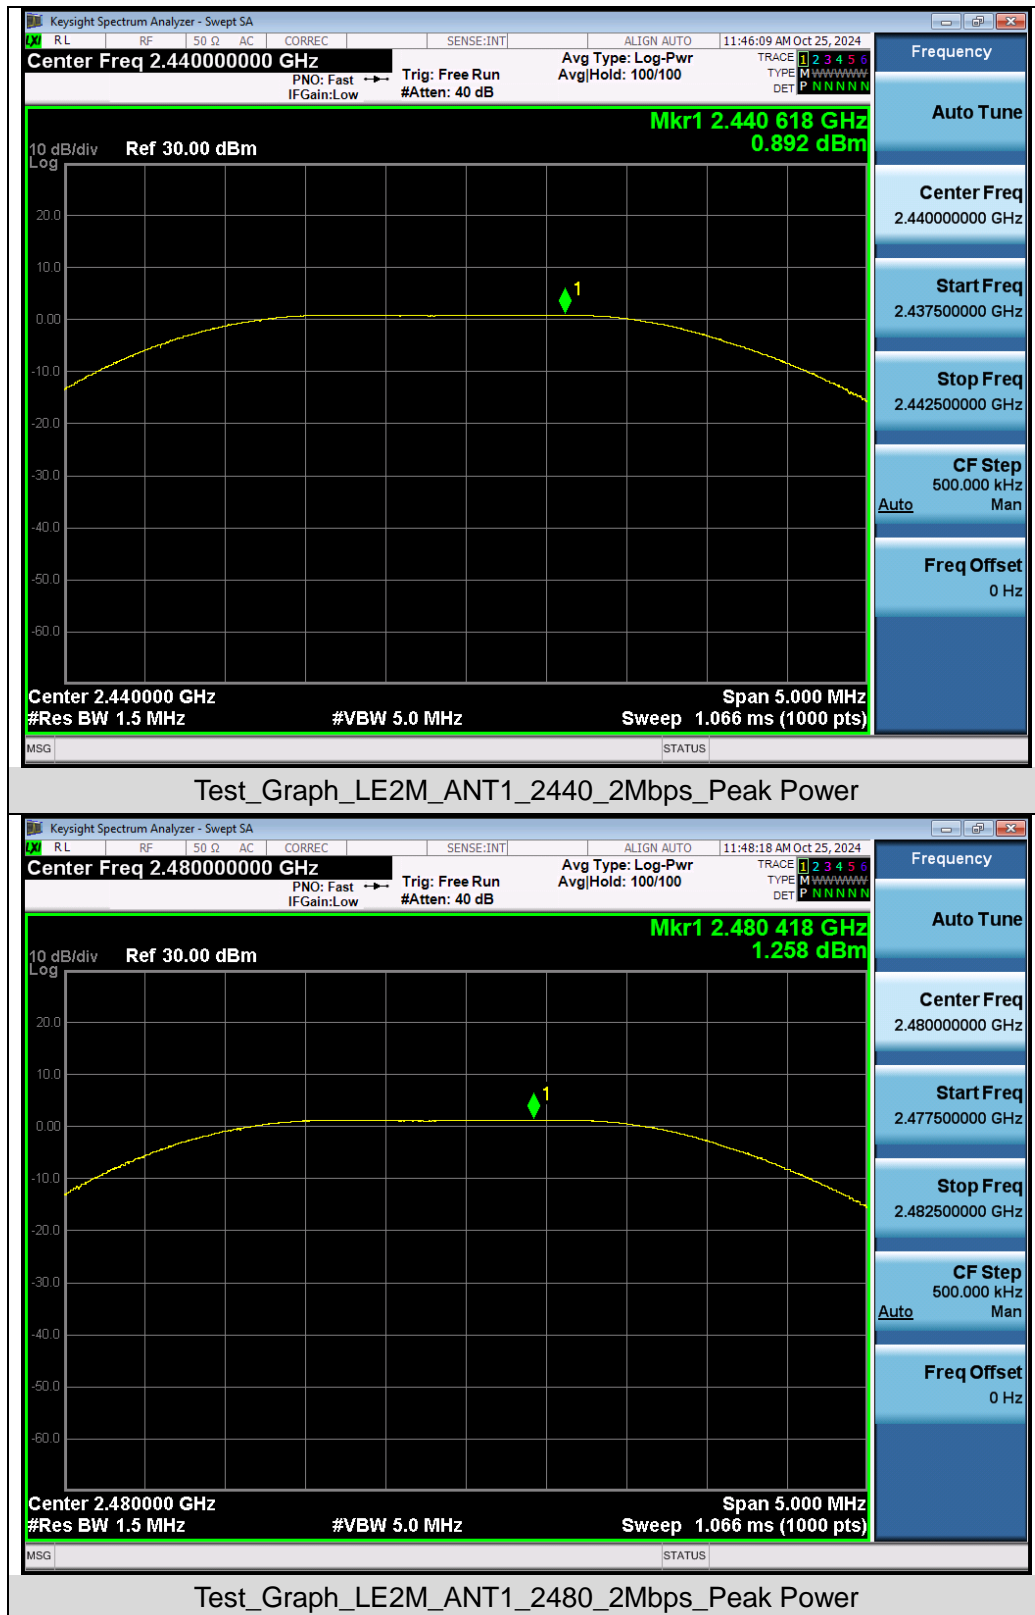 Keysight Spectrum Analyzer - Swept SA
LXI RL RF 50 Ω AC CORREC SENSE:INT ALIGN AUTO 11:46:09 AM Oct 25, 2024
Center Freq 2.440000000 GHz
PNO: Fast
IFGain:Low
Trig: Free Run
#Atten: 40 dB
Avg Type: Log-Pwr
Avg|Hold: 100/100
TRACE 1 2 3 4 5 6
TYPE M WWWWW
DET P N N N N N
Frequency
Mkr1 2.440 618 GHz
0.892 dBm
10 dB/div Ref 30.00 dBm
Log
20.0
10.0
0.00
-10.0
-20.0
-30.0
-40.0
-50.0
-60.0
1
Center 2.440000 GHz
Span 5.000 MHz
#Res BW 1.5 MHz #VBW 5.0 MHz Sweep 1.066 ms (1000 pts)
MSG STATUS
Auto Tune
Center Freq
2.440000000 GHz
Start Freq
2.437500000 GHz
Stop Freq
2.442500000 GHz
CF Step
500.000 kHz
Auto Man
Freq Offset
0 Hz
Test_Graph_LE2M_ANT1_2440_2Mbps_Peak Power
Keysight Spectrum Analyzer - Swept SA
LXI RL RF 50 Ω AC CORREC SENSE:INT ALIGN AUTO 11:48:18 AM Oct 25, 2024
Center Freq 2.480000000 GHz
PNO: Fast
IFGain:Low
Trig: Free Run
#Atten: 40 dB
Avg Type: Log-Pwr
Avg|Hold: 100/100
TRACE 1 2 3 4 5 6
TYPE M WWWWW
DET P N N N N N
Frequency
Mkr1 2.480 418 GHz
1.258 dBm
10 dB/div Ref 30.00 dBm
Log
20.0
10.0
0.00
-10.0
-20.0
-30.0
-40.0
-50.0
-60.0
1
Center 2.480000 GHz
Span 5.000 MHz
#Res BW 1.5 MHz #VBW 5.0 MHz Sweep 1.066 ms (1000 pts)
MSG STATUS
Auto Tune
Center Freq
2.480000000 GHz
Start Freq
2.477500000 GHz
Stop Freq
2.482500000 GHz
CF Step
500.000 kHz
Auto Man
Freq Offset
0 Hz
Test_Graph_LE2M_ANT1_2480_2Mbps_Peak Power